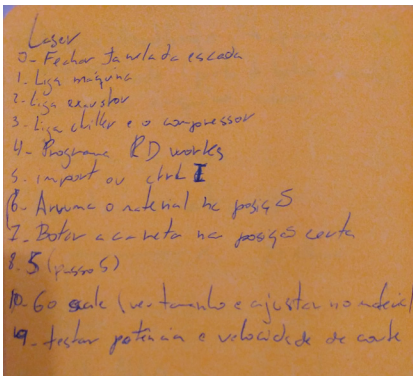 Laser
0- Fechar janela da escada
1. Liga máquina
2- Liga exaustor
3- Liga chiller e o compressor
4- Programa RD works
5. import ou ctrl I
6- Arruma o material na posição
7- Botar a caneta na posição certa
8. 5 (passo 5)
10- Go scale (ver tamanho e ajustar no material
9- testar potência e velocidade de corte